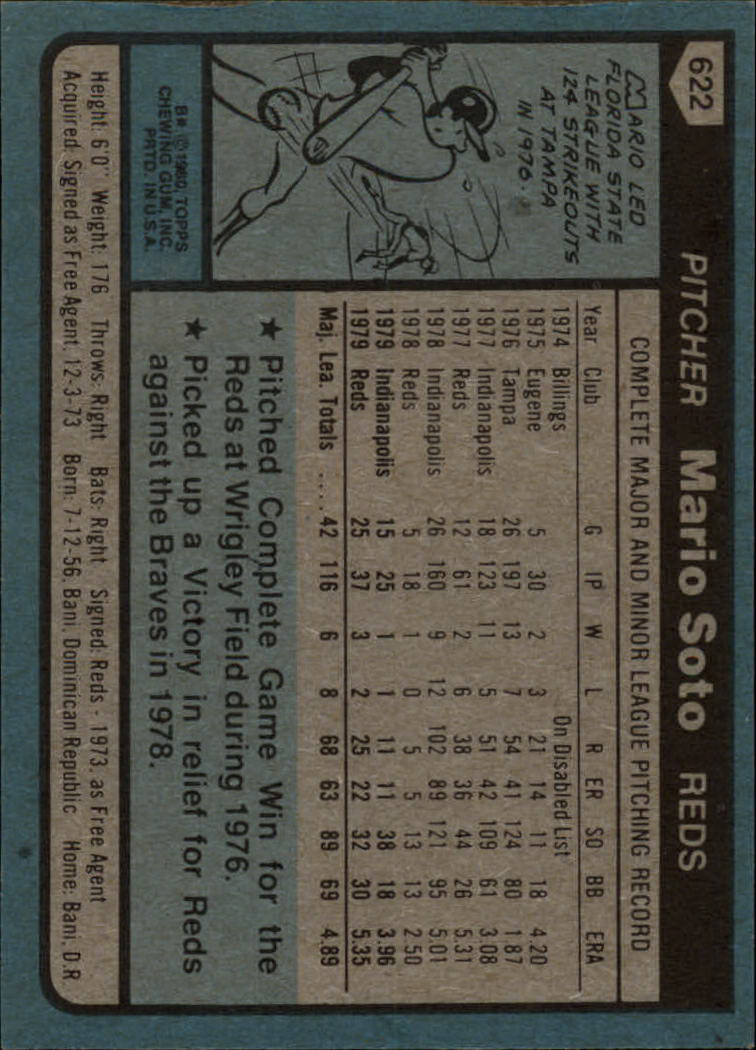 622
PITCHER Mario Soto REDS
MARIO LED
FLORIDA STATE
LEAGUE WITH
124 STRIKEOUTS
AT TAMPA
IN 1976.
B# © 1980, TOPPS
CHEWING GUM, INC.
PRTD. IN U.S.A.
COMPLETE MAJOR AND MINOR LEAGUE PITCHING RECORD
Year Club G IP W L R ER SO BB ERA
1974 Billings On Disabled List
1975 Eugene 5 30 2 3 21 14 11 18 4.20
1976 Tampa 26 197 13 7 54 41 124 80 1.87
1977 Indianapolis 18 123 11 5 51 42 109 61 3.08
1977 Reds 12 61 2 6 38 36 44 26 5.31
1978 Indianapolis 26 160 9 12 102 89 121 95 5.01
1978 Reds 5 18 1 0 5 5 13 13 2.50
1979 Indianapolis 15 25 1 1 11 11 38 18 3.96
1979 Reds 25 37 3 2 25 22 32 30 5.35
Maj. Lea. Totals .... 42 116 6 8 68 63 89 69 4.89
★ Pitched Complete Game Win for the
Reds at Wrigley Field during 1976.
★ Picked up a Victory in relief for Reds
against the Braves in 1978.
Height: 6'0" Weight: 176 Throws: Right Bats: Right Signed: Reds - 1973, as Free Agent
Acquired: Signed as Free Agent, 12-3-73 Born: 7-12-56, Bani, Dominican Republic Home: Bani, D.R